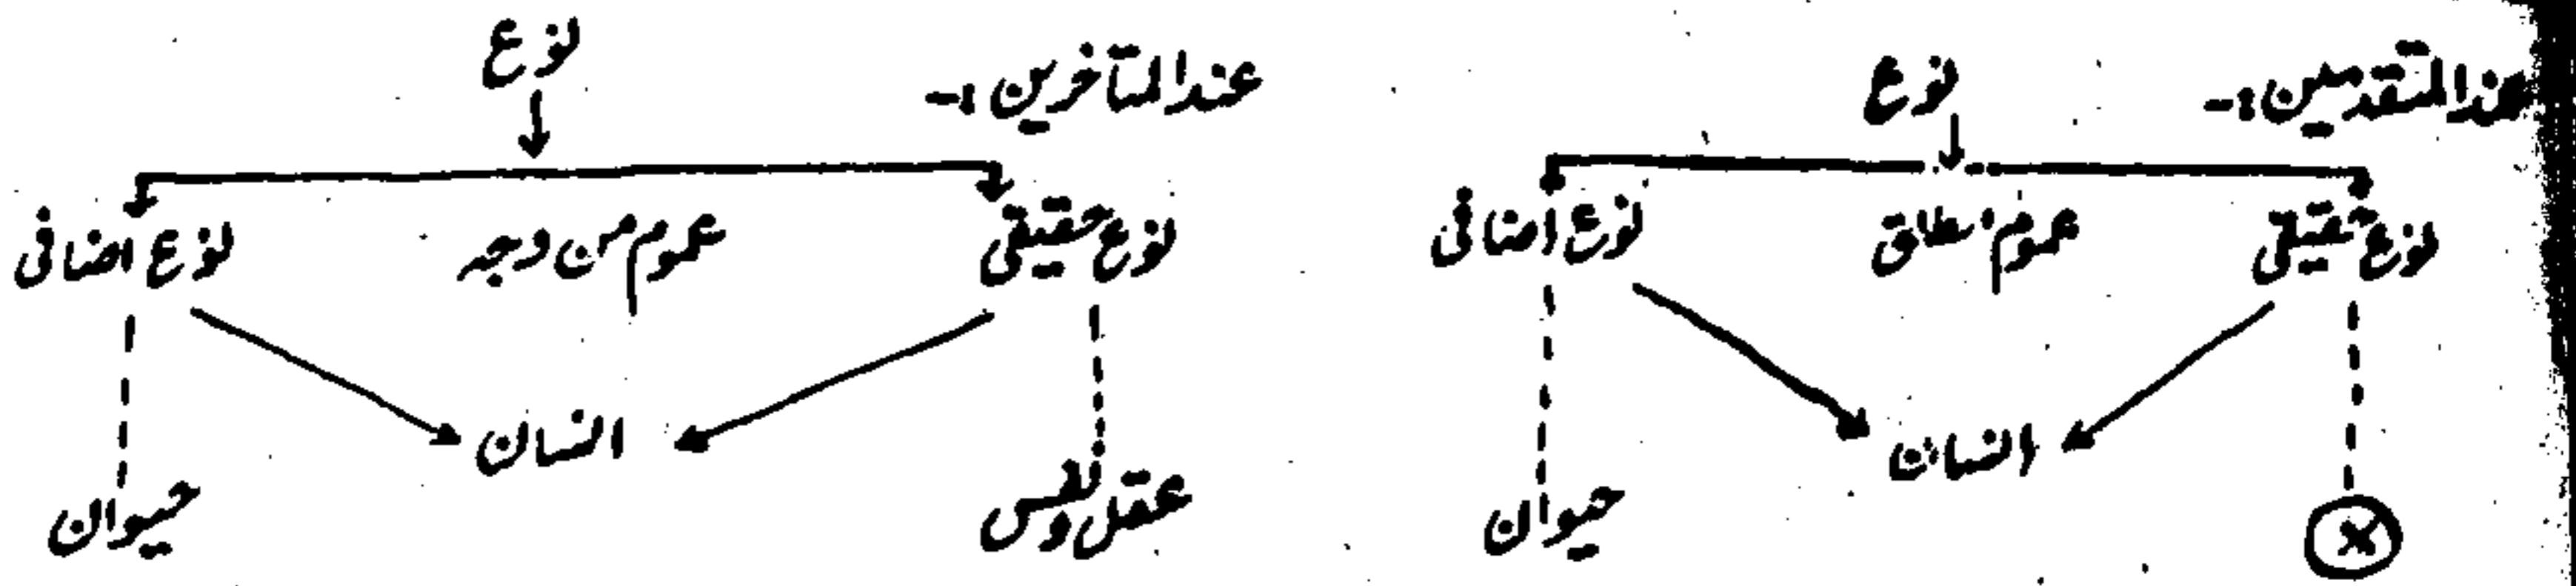 عند المتقدمین :-
نوع
نوع حقیقی
عموم مطلق
نوع اضافی
انسان
حیوان
عند المتاخرین :-
نوع
نوع حقیقی
عموم من وجہ
نوع اضافی
انسان
عقل و نفس
حیوان